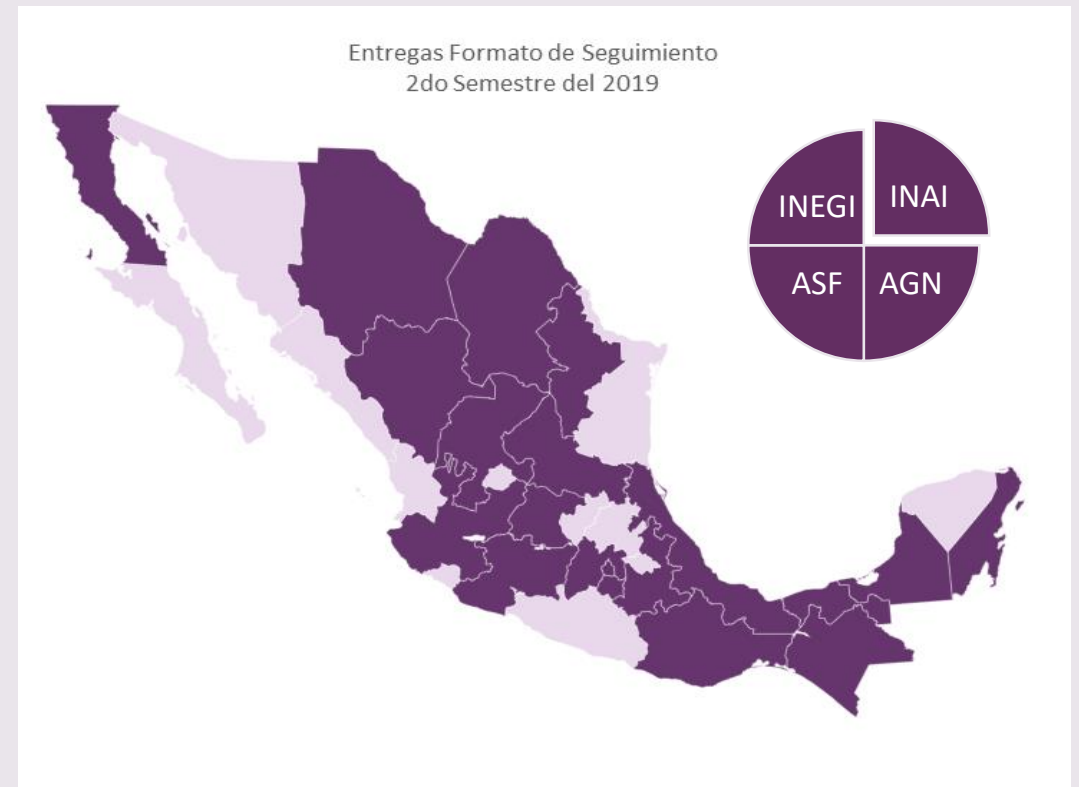 Entregas Formato de Seguimiento
2do Semestre del 2019
INEGI
INAI
ASF
AGN